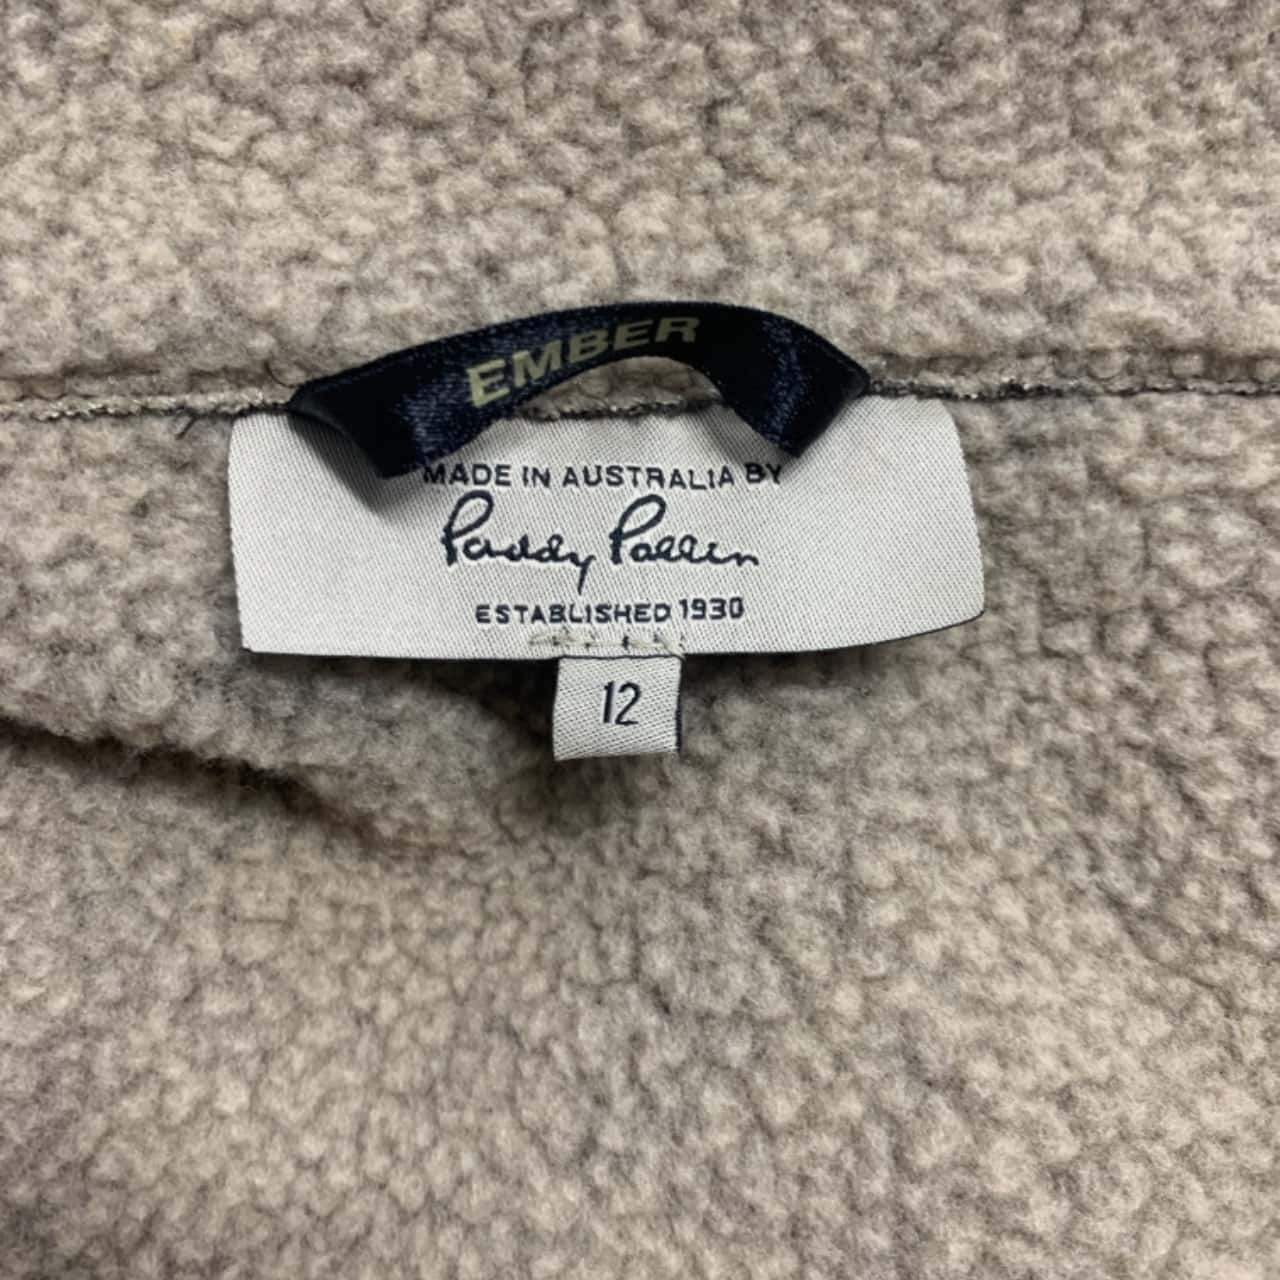 EMBER
MADE IN AUSTRALIA BY
Paddy Pallin
ESTABLISHED 1930
12